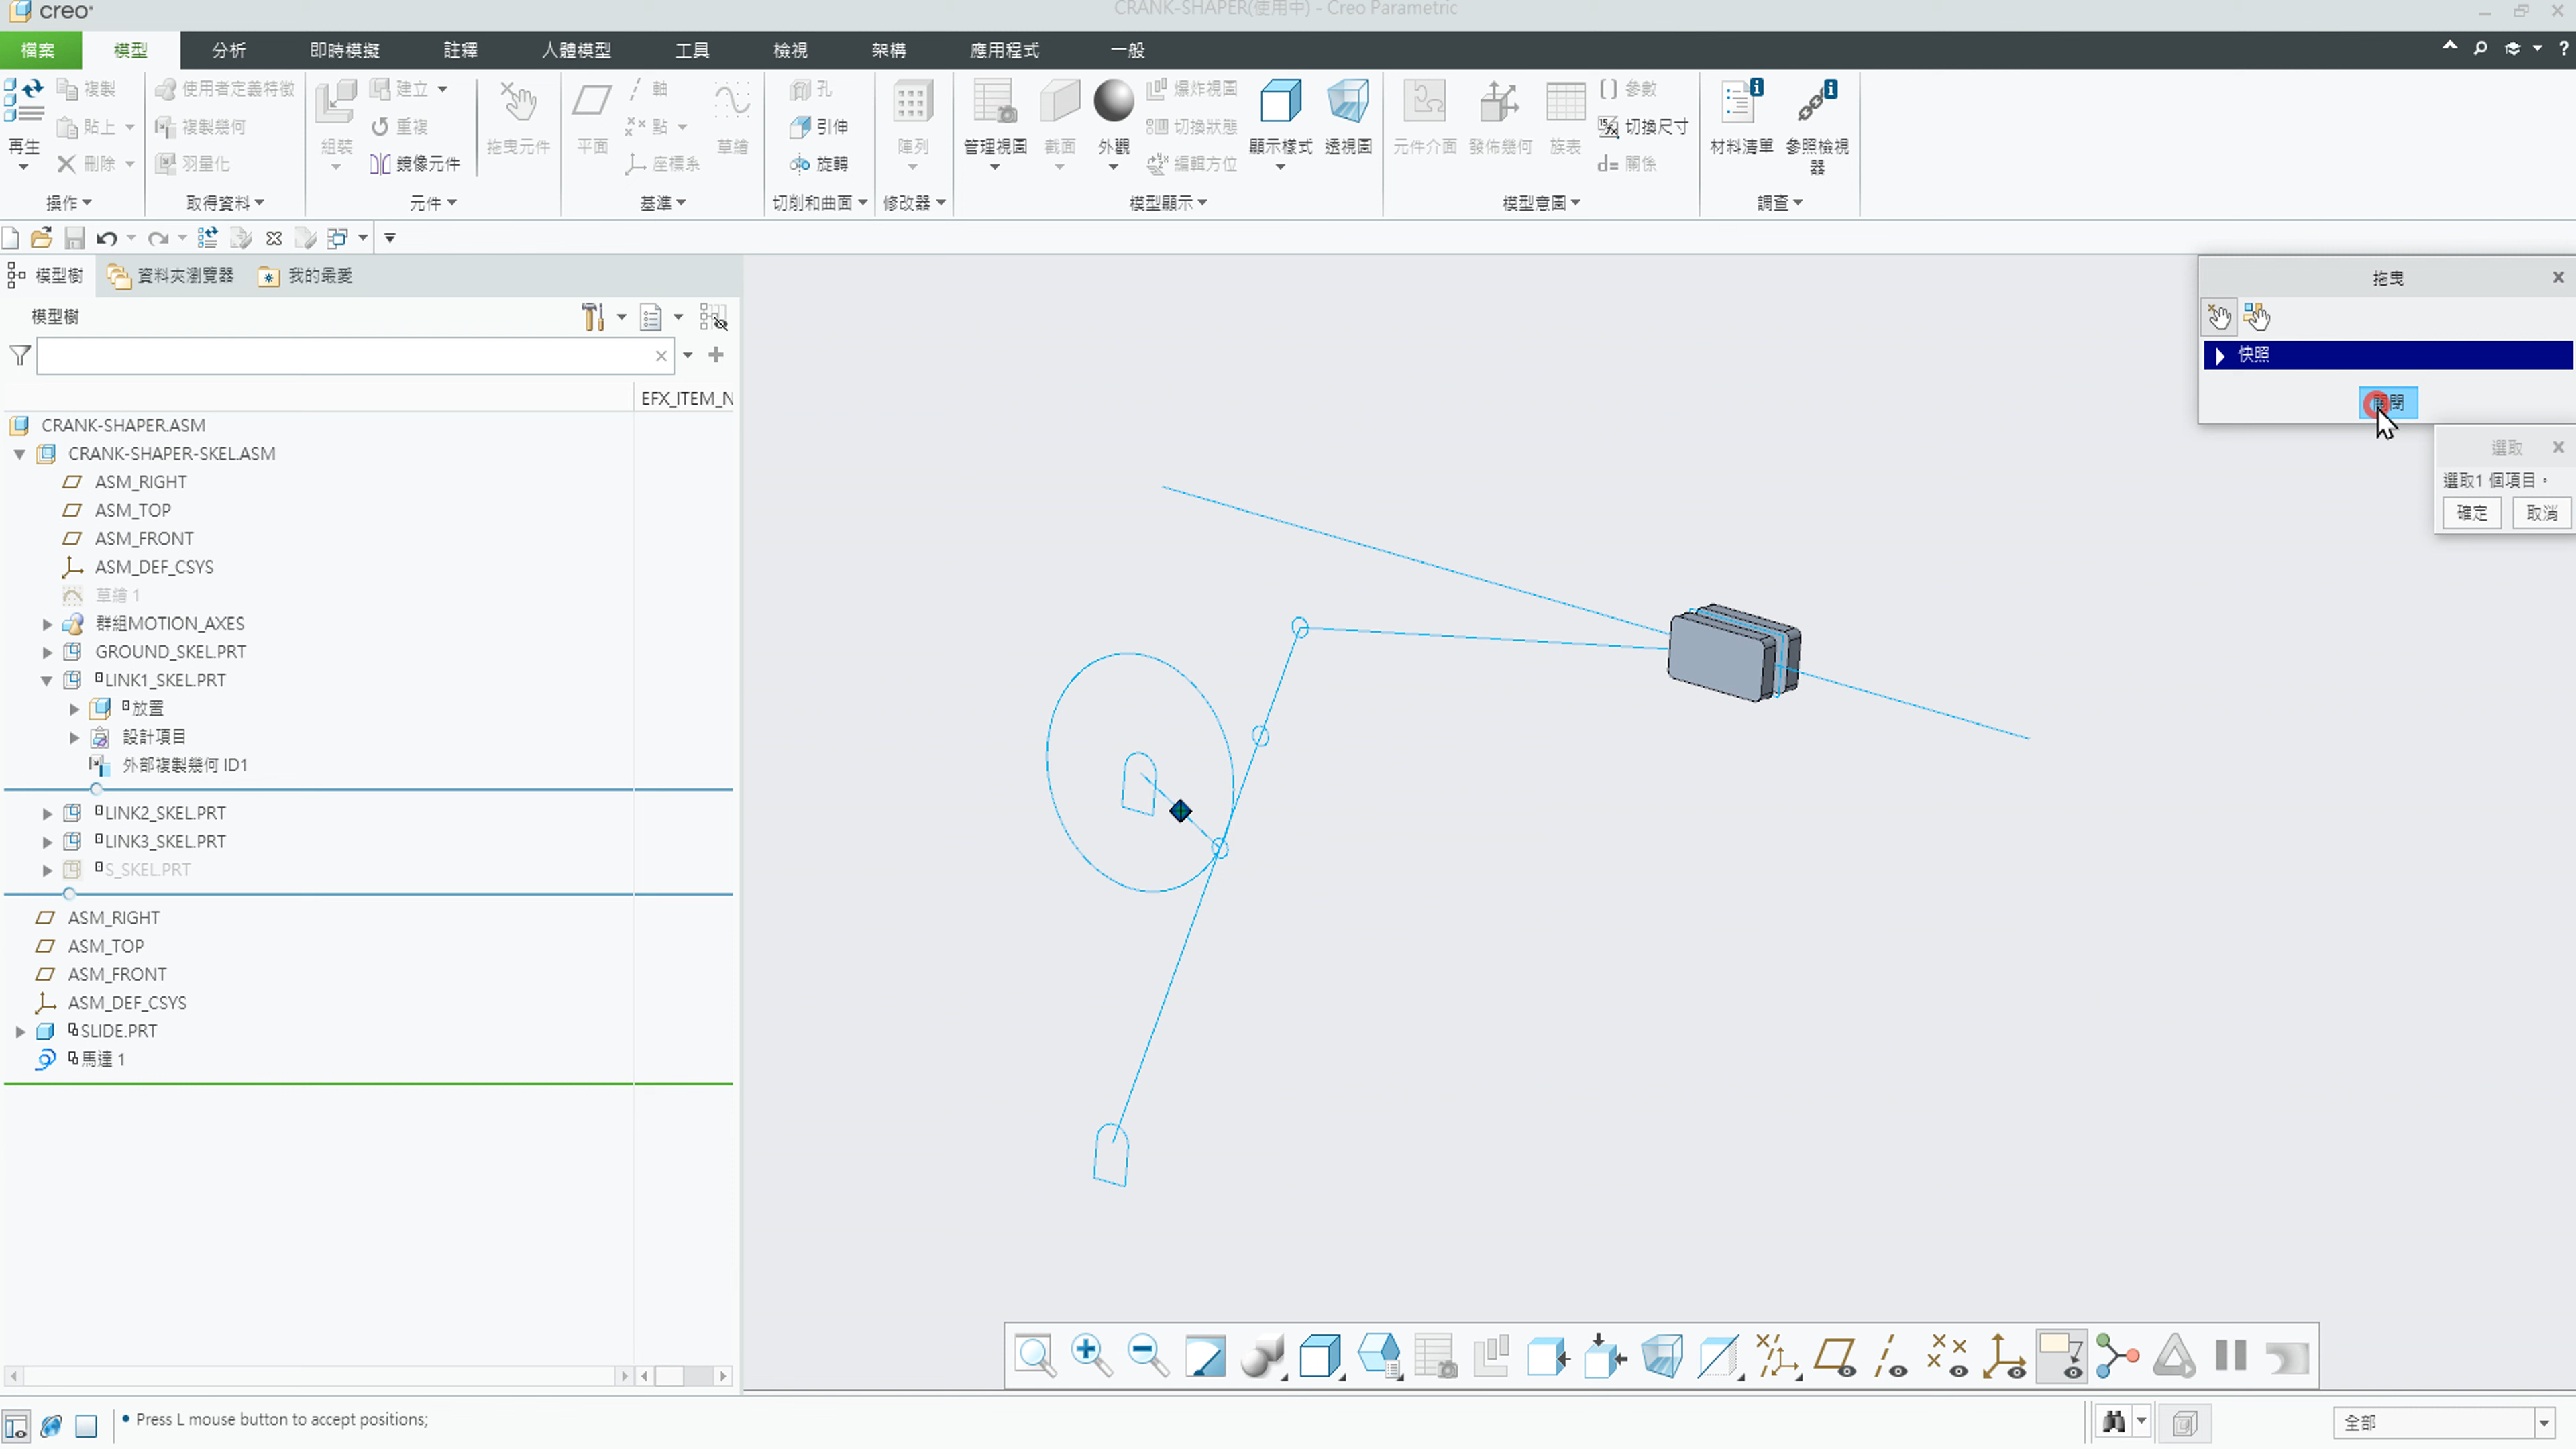 creo
CRANK-SHAPER(使用中) - Creo Parametric
檔案 模型 分析 即時模擬 註釋 人體模型 工具 檢視 架構 應用程式 一般
再生
複製
貼上
刪除
操作
使用者定義特徵
複製幾何
羽量化
取得資料
組裝
建立
重複
鏡像元件
拖曳元件
元件
平面
軸
點
座標系
草繪
基準
孔
引伸
旋轉
切削和曲面
陣列
修改器
管理視圖
截面
外觀
爆炸視圖
切換狀態
編輯方位
顯示樣式
透視圖
模型顯示
元件介面
發佈幾何
族表
參數
切換尺寸
d= 關係
模型意圖
材料清單
參照檢視器
調查
模型樹 資料夾瀏覽器 我的最愛
模型樹
EFX_ITEM_N
CRANK-SHAPER.ASM
CRANK-SHAPER-SKEL.ASM
ASM_RIGHT
ASM_TOP
ASM_FRONT
ASM_DEF_CSYS
草繪 1
群組MOTION_AXES
GROUND_SKEL.PRT
LINK1_SKEL.PRT
放置
設計項目
外部複製幾何 ID1
LINK2_SKEL.PRT
LINK3_SKEL.PRT
S_SKEL.PRT
ASM_RIGHT
ASM_TOP
ASM_FRONT
ASM_DEF_CSYS
SLIDE.PRT
馬達 1
拖曳
快照
關閉
選取
選取1 個項目。
確定 取消
Press L mouse button to accept positions;
全部